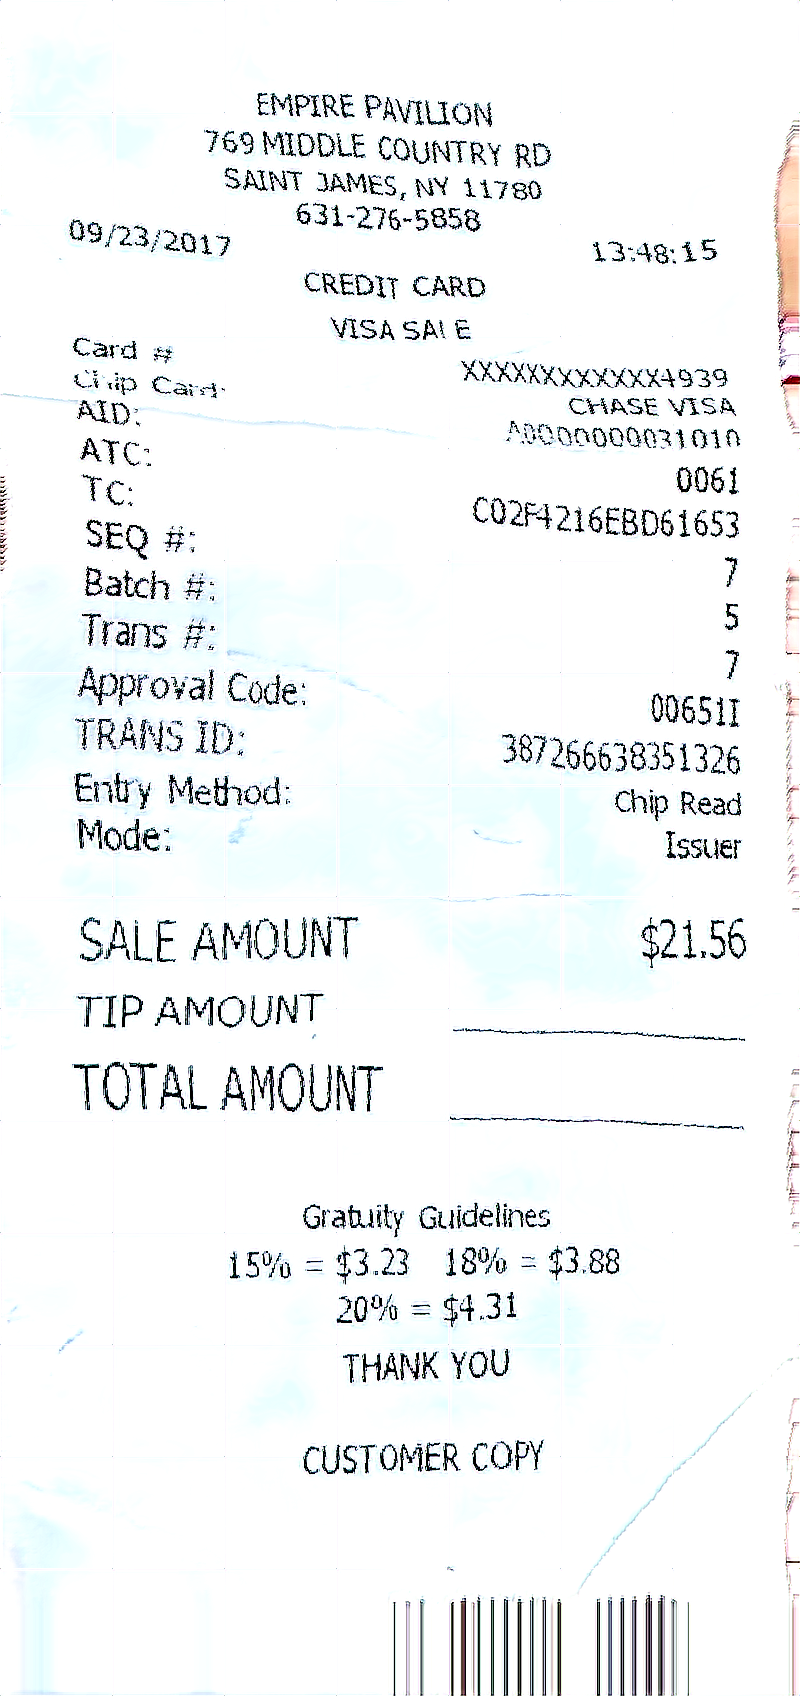 EMPIRE PAVILION
769 MIDDLE COUNTRY RD
SAINT JAMES, NY 11780
631-276-5858
09/23/2017 13:48:15
CREDIT CARD
VISA SALE
Card # XXXXXXXXXXXX4939
Chip Card: CHASE VISA
AID: A0000000031010
ATC: 0061
TC: C02F4216EBD61653
SEQ #: 7
Batch #: 5
Trans #: 7
Approval Code: 00651I
TRANS ID: 387266638351326
Entry Method: Chip Read
Mode: Issuer
SALE AMOUNT $21.56
TIP AMOUNT
TOTAL AMOUNT
Gratuity Guidelines
15% = $3.23 18% = $3.88
20% = $4.31
THANK YOU
CUSTOMER COPY